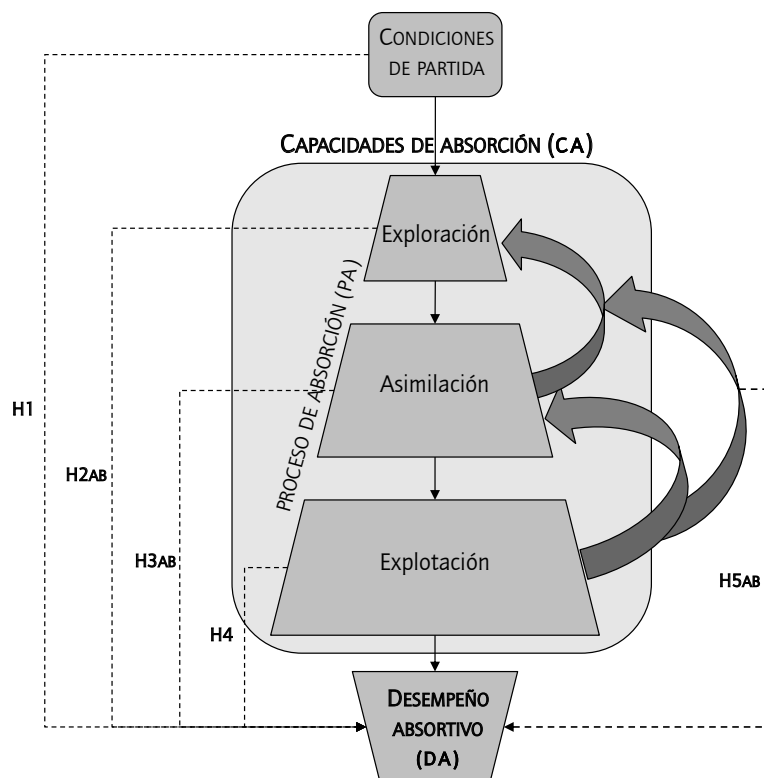 CONDICIONES
DE PARTIDA
CAPACIDADES DE ABSORCIÓN (CA)
Exploración
PROCESO DE ABSORCIÓN (PA)
Asimilación
H1
H2AB
H3AB
Explotación
H5AB
H4
DESEMPEÑO
ABSORTIVO
(DA)